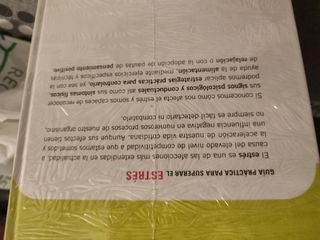 GUÍA PRÁCTICA PARA SUPERAR EL ESTRÉS
El estrés es una de las afecciones más extendidas en la actualidad, a
causa del elevado nivel de competitividad a que estamos sometidos y
la aceleración de nuestra vida cotidiana. Aunque sus efectos tienen
una influencia negativa en numerosos procesos de nuestro organismo,
no siempre es fácil detectarlo ni combatirlo.
Si conocemos cómo nos afecta el estrés y somos capaces de reconocer
sus signos psicológicos y conductuales así como sus síntomas físicos,
podremos aplicar estrategias prácticas para controlarlo, ya sea con la
ayuda de la alimentación, mediante ejercicios específicos y técnicas
de relajación o con la adopción de pautas de pensamiento positivo.